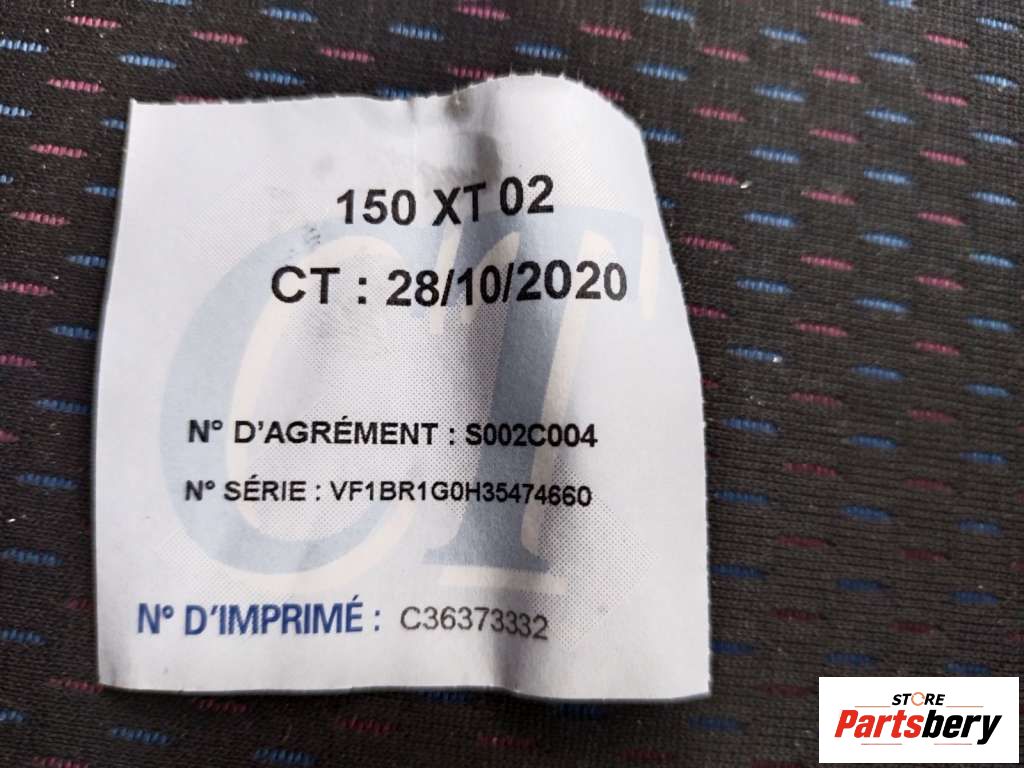 150 XT 02
CT : 28/10/2020
N° D'AGRÉMENT : S002C004
N° SÉRIE : VF1BR1G0H35474660
N° D'IMPRIMÉ : C36373332
STORE
Partsbery